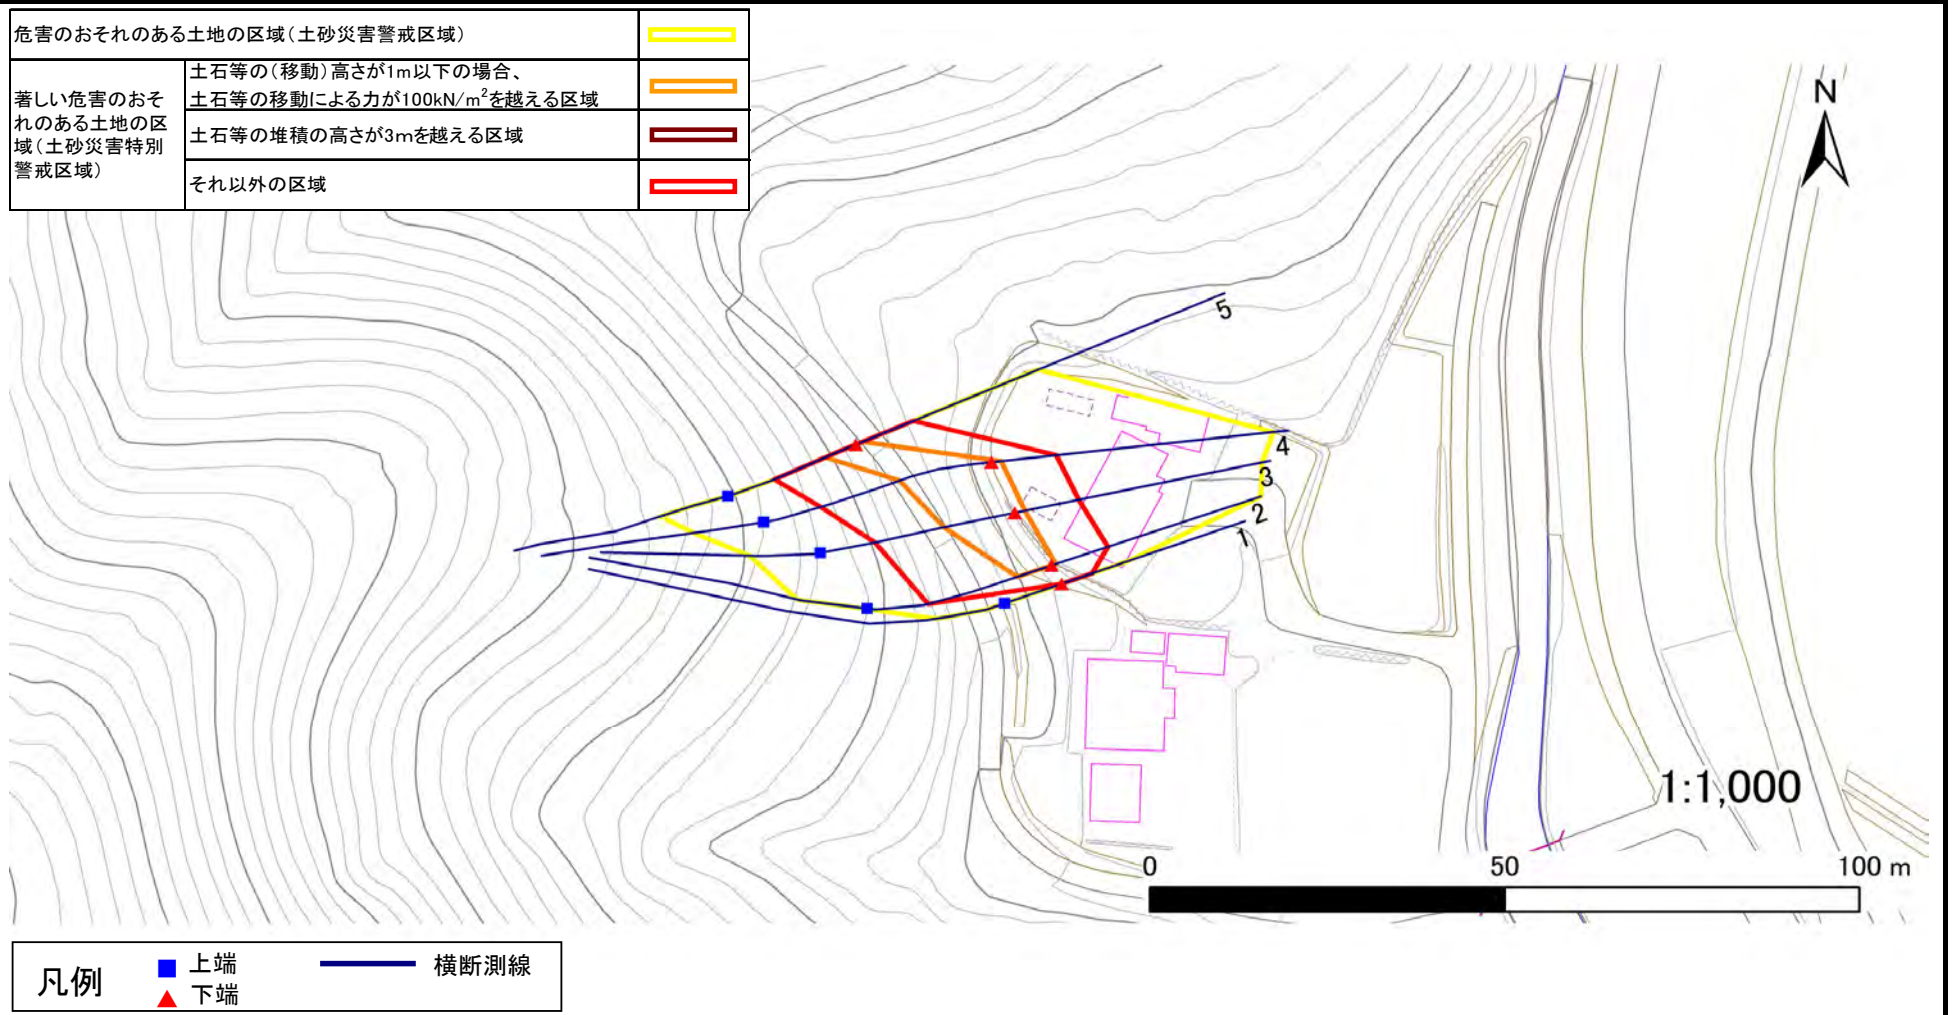 危害のおそれのある土地の区域(土砂災害警戒区域)
著しい危害のおそ
れのある土地の区
域(土砂災害特別
警戒区域)
土石等の(移動)高さが1m以下の場合、
土石等の移動による力が100kN/m²を越える区域
土石等の堆積の高さが3mを越える区域
それ以外の区域
N
5
4
3
2
1
1:1,000
0 50 100 m
凡例
上端
下端
横断測線